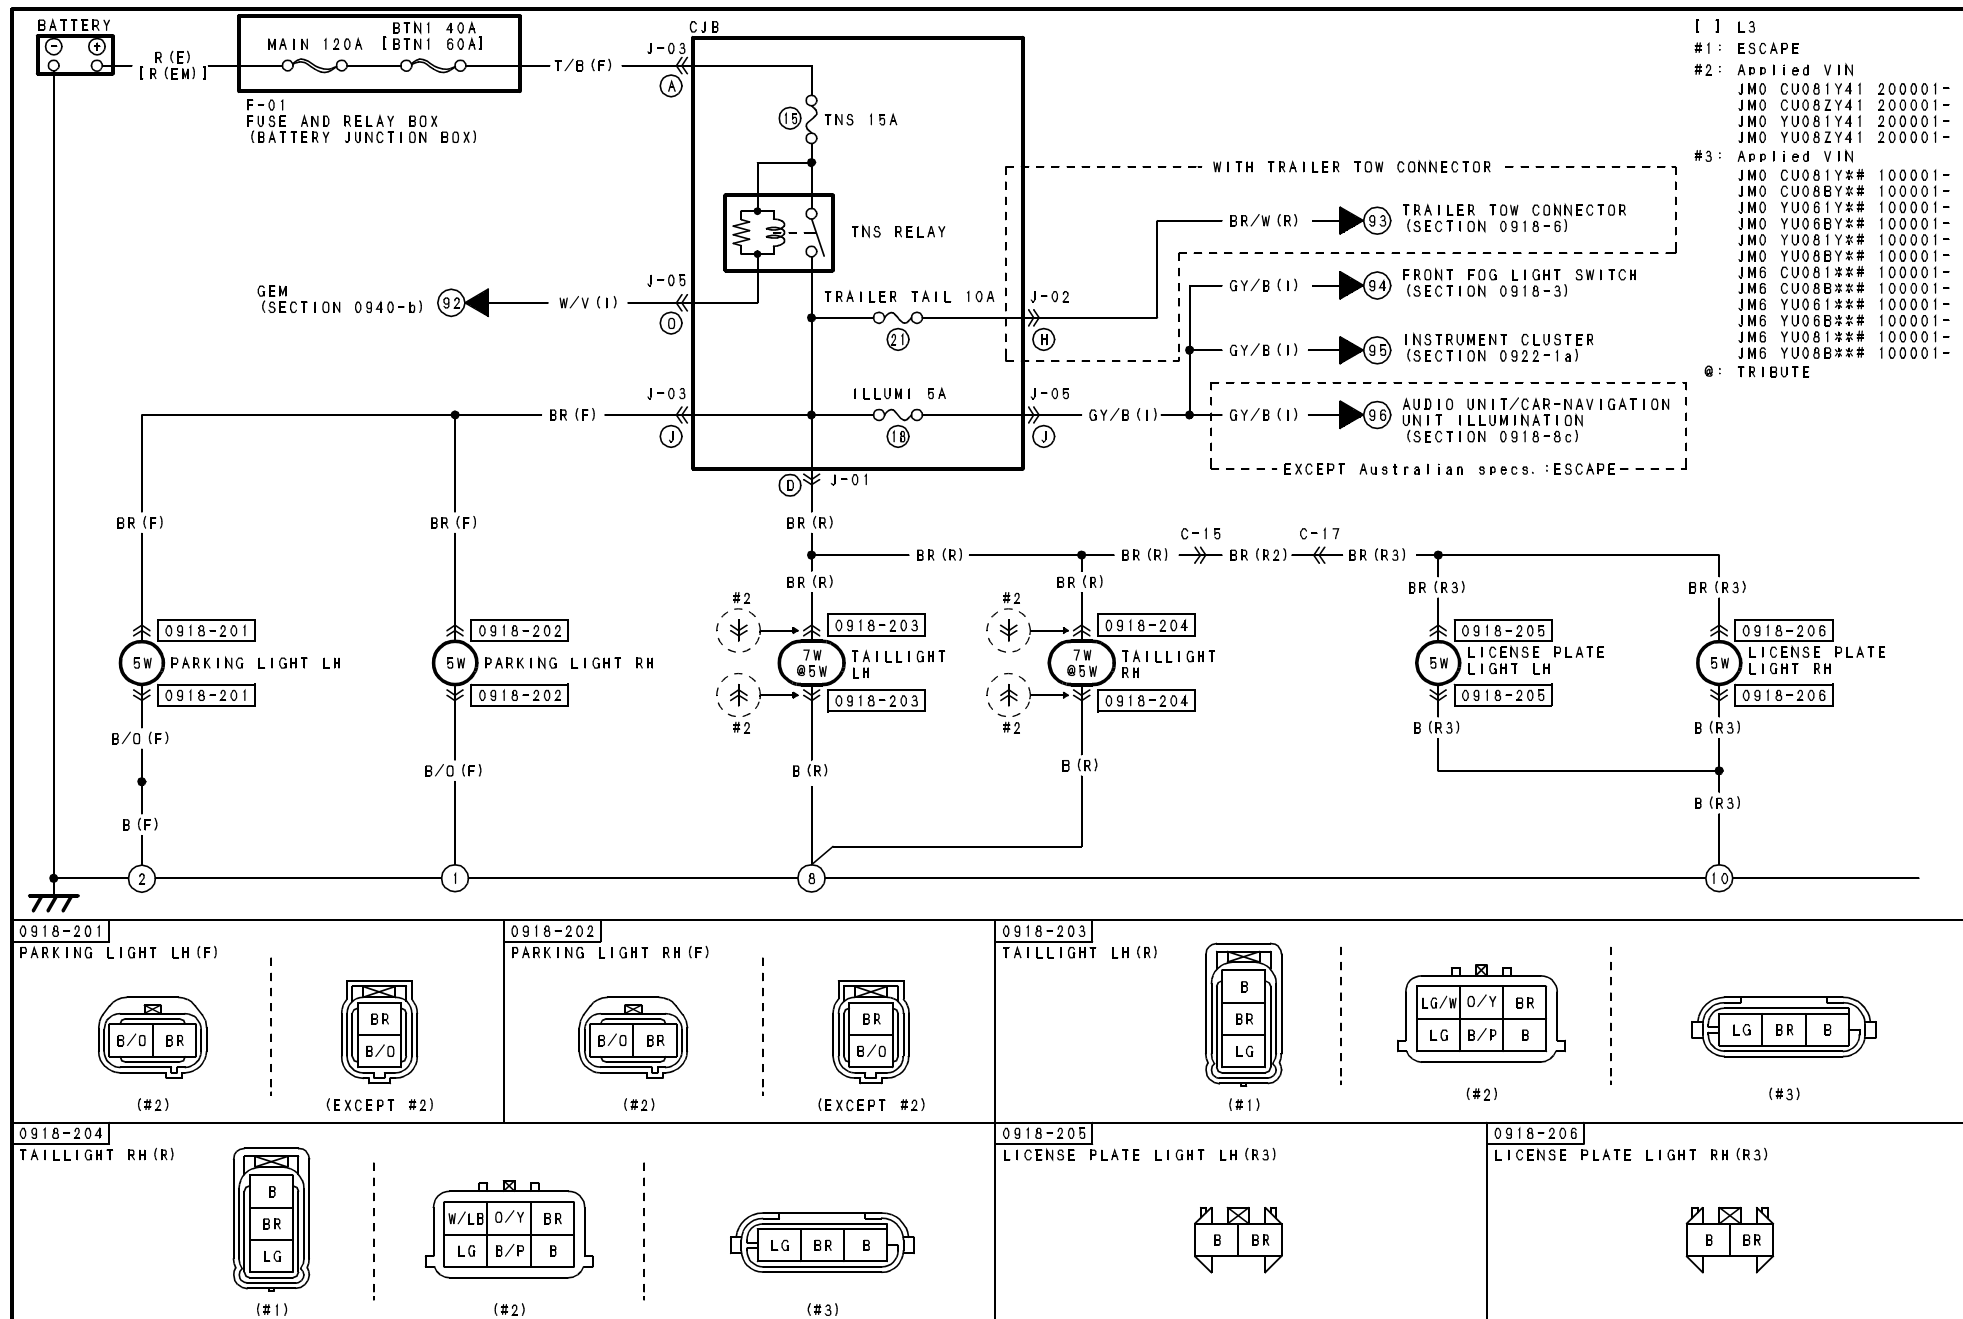 BATTERY
R(E)
[R(EM)]
MAIN 120A
BTN1 40A
[BTN1 60A]
F-01
FUSE AND RELAY BOX
(BATTERY JUNCTION BOX)
T/B(F)
J-03
A
CJB
15
TNS 15A
TNS RELAY
GEM
(SECTION 0940-b)
92
W/V(I)
J-05
O
TRAILER TAIL 10A
21
J-02
H
WITH TRAILER TOW CONNECTOR
BR/W(R)
93
TRAILER TOW CONNECTOR
(SECTION 0918-6)
GY/B(I)
94
FRONT FOG LIGHT SWITCH
(SECTION 0918-3)
GY/B(I)
95
INSTRUMENT CLUSTER
(SECTION 0922-1a)
BR(F)
J-03
J
ILLUMI 5A
18
J-05
J
GY/B(I)
GY/B(I)
96
AUDIO UNIT/CAR-NAVIGATION
UNIT ILLUMINATION
(SECTION 0918-8c)
EXCEPT Australian specs.:ESCAPE
[ ] L3
#1: ESCAPE
#2: Applied VIN
JM0 CU081Y41 200001-
JM0 CU08ZY41 200001-
JM0 YU081Y41 200001-
JM0 YU08ZY41 200001-
#3: Applied VIN
JM0 CU081Y*# 100001-
JM0 CU08BY*# 100001-
JM0 YU061Y*# 100001-
JM0 YU06BY*# 100001-
JM0 YU081Y*# 100001-
JM0 YU08BY*# 100001-
JM6 CU081**# 100001-
JM6 CU08B**# 100001-
JM6 YU061**# 100001-
JM6 YU06B**# 100001-
JM6 YU081**# 100001-
JM6 YU08B**# 100001-
@: TRIBUTE
D
J-01
BR(F)
BR(F)
BR(R)
BR(R)
BR(R)
C-15
BR(R2)
C-17
BR(R3)
BR(R)
BR(R)
BR(R3)
BR(R3)
#2
#2
0918-201
0918-202
0918-203
0918-204
0918-205
0918-206
5W
PARKING LIGHT LH
5W
PARKING LIGHT RH
7W
@5W
TAILLIGHT
LH
7W
@5W
TAILLIGHT
RH
5W
LICENSE PLATE
LIGHT LH
5W
LICENSE PLATE
LIGHT RH
0918-201
0918-202
0918-203
0918-204
0918-205
0918-206
#2
#2
B/O(F)
B/O(F)
B(R)
B(R)
B(R3)
B(R3)
B(F)
B(R3)
2
1
8
10
0918-201
PARKING LIGHT LH(F)
B/O BR
(#2)
BR
B/O
(EXCEPT #2)
0918-202
PARKING LIGHT RH(F)
B/O BR
(#2)
BR
B/O
(EXCEPT #2)
0918-203
TAILLIGHT LH(R)
B
BR
LG
(#1)
LG/W O/Y BR
LG B/P B
(#2)
LG BR B
(#3)
0918-204
TAILLIGHT RH(R)
B
BR
LG
(#1)
W/LB O/Y BR
LG B/P B
(#2)
LG BR B
(#3)
0918-205
LICENSE PLATE LIGHT LH(R3)
B BR
0918-206
LICENSE PLATE LIGHT RH(R3)
B BR